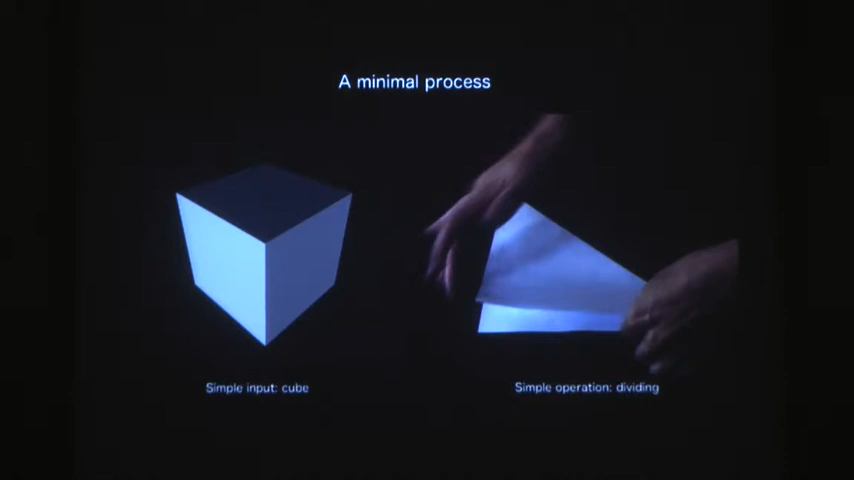 A minimal process
Simple input: cube
Simple operation: dividing